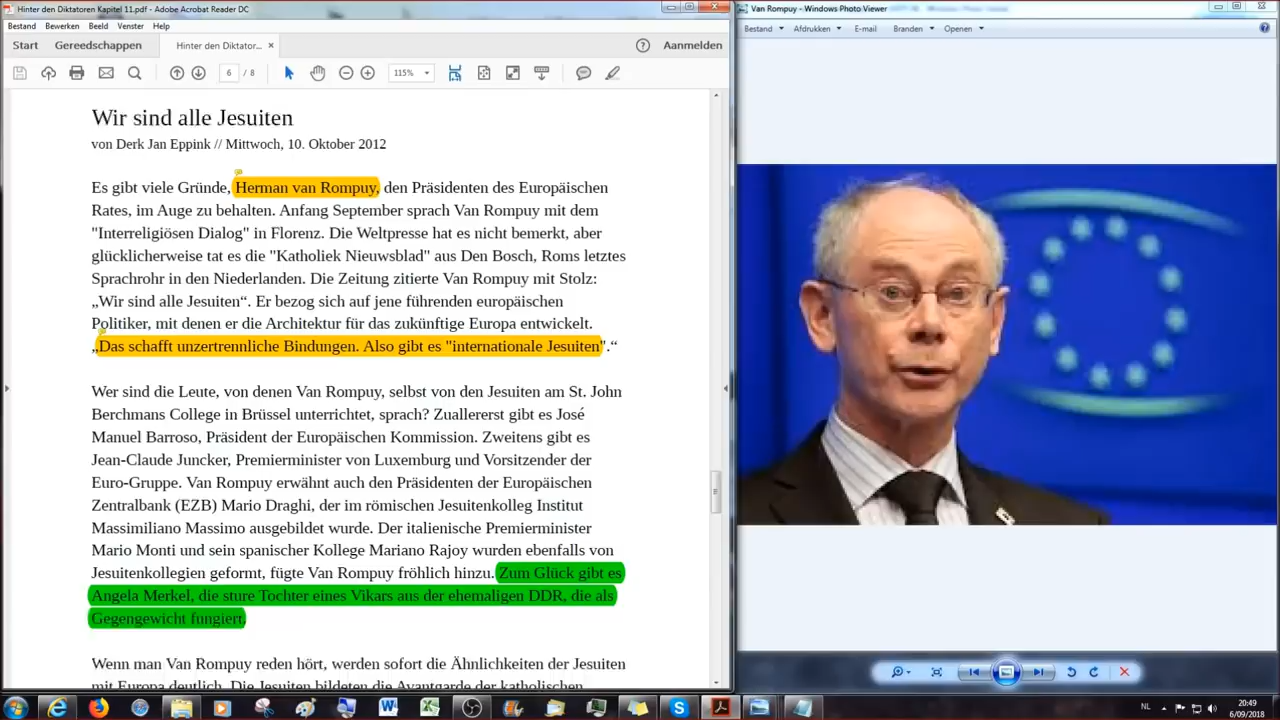 Hinter den Diktatoren Kapitel 11.pdf - Adobe Acrobat Reader DC
Bestand Bewerken Beeld Venster Help
Start Gereedschappen Hinter den Diktator... × Aanmelden
6 / 8 115%
Wir sind alle Jesuiten
von Derk Jan Eppink // Mittwoch, 10. Oktober 2012
Es gibt viele Gründe, Herman van Rompuy, den Präsidenten des Europäischen
Rates, im Auge zu behalten. Anfang September sprach Van Rompuy mit dem
"Interreligiösen Dialog" in Florenz. Die Weltpresse hat es nicht bemerkt, aber
glücklicherweise tat es die "Katholiek Nieuwsblad" aus Den Bosch, Roms letztes
Sprachrohr in den Niederlanden. Die Zeitung zitierte Van Rompuy mit Stolz:
„Wir sind alle Jesuiten“. Er bezog sich auf jene führenden europäischen
Politiker, mit denen er die Architektur für das zukünftige Europa entwickelt.
„Das schafft unzertrennliche Bindungen. Also gibt es "internationale Jesuiten".“
Wer sind die Leute, von denen Van Rompuy, selbst von den Jesuiten am St. John
Berchmans College in Brüssel unterrichtet, sprach? Zuallererst gibt es José
Manuel Barroso, Präsident der Europäischen Kommission. Zweitens gibt es
Jean-Claude Juncker, Premierminister von Luxemburg und Vorsitzender der
Euro-Gruppe. Van Rompuy erwähnt auch den Präsidenten der Europäischen
Zentralbank (EZB) Mario Draghi, der im römischen Jesuitenkolleg Institut
Massimiliano Massimo ausgebildet wurde. Der italienische Premierminister
Mario Monti und sein spanischer Kollege Mariano Rajoy wurden ebenfalls von
Jesuitenkollegien geformt, fügte Van Rompuy fröhlich hinzu. Zum Glück gibt es
Angela Merkel, die sture Tochter eines Vikars aus der ehemaligen DDR, die als
Gegengewicht fungiert.
Wenn man Van Rompuy reden hört, werden sofort die Ähnlichkeiten der Jesuiten
mit Europa deutlich. Die Jesuiten bildeten die Avantgarde der katholischen
Van Rompuy - Windows Photo Viewer
Bestand Afdrukken E-mail Branden Openen
NL 20:49
6/09/2018